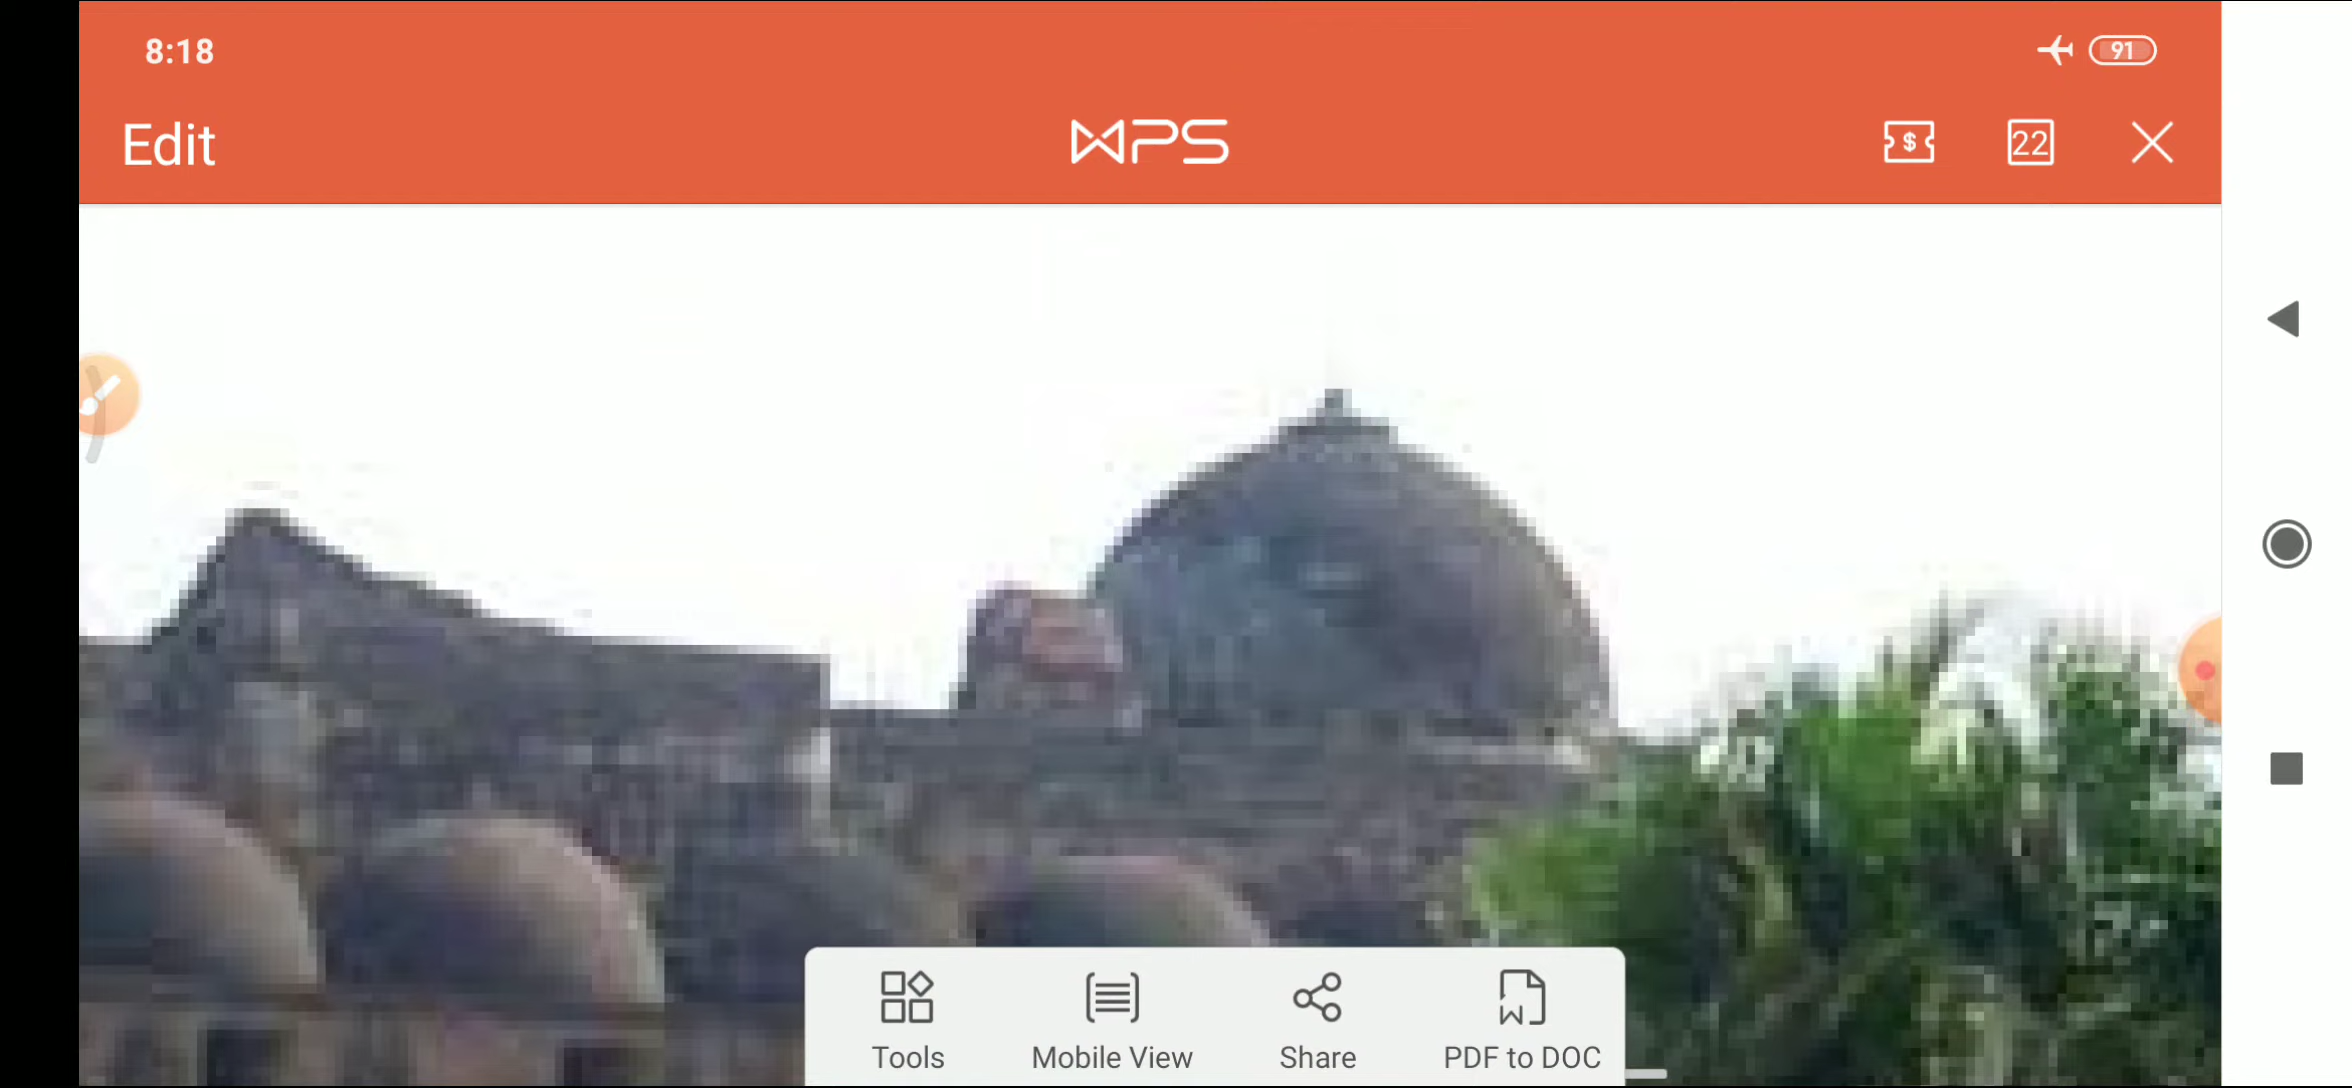 8:18
91
Edit
WPS
$
22
Tools
Mobile View
Share
PDF to DOC